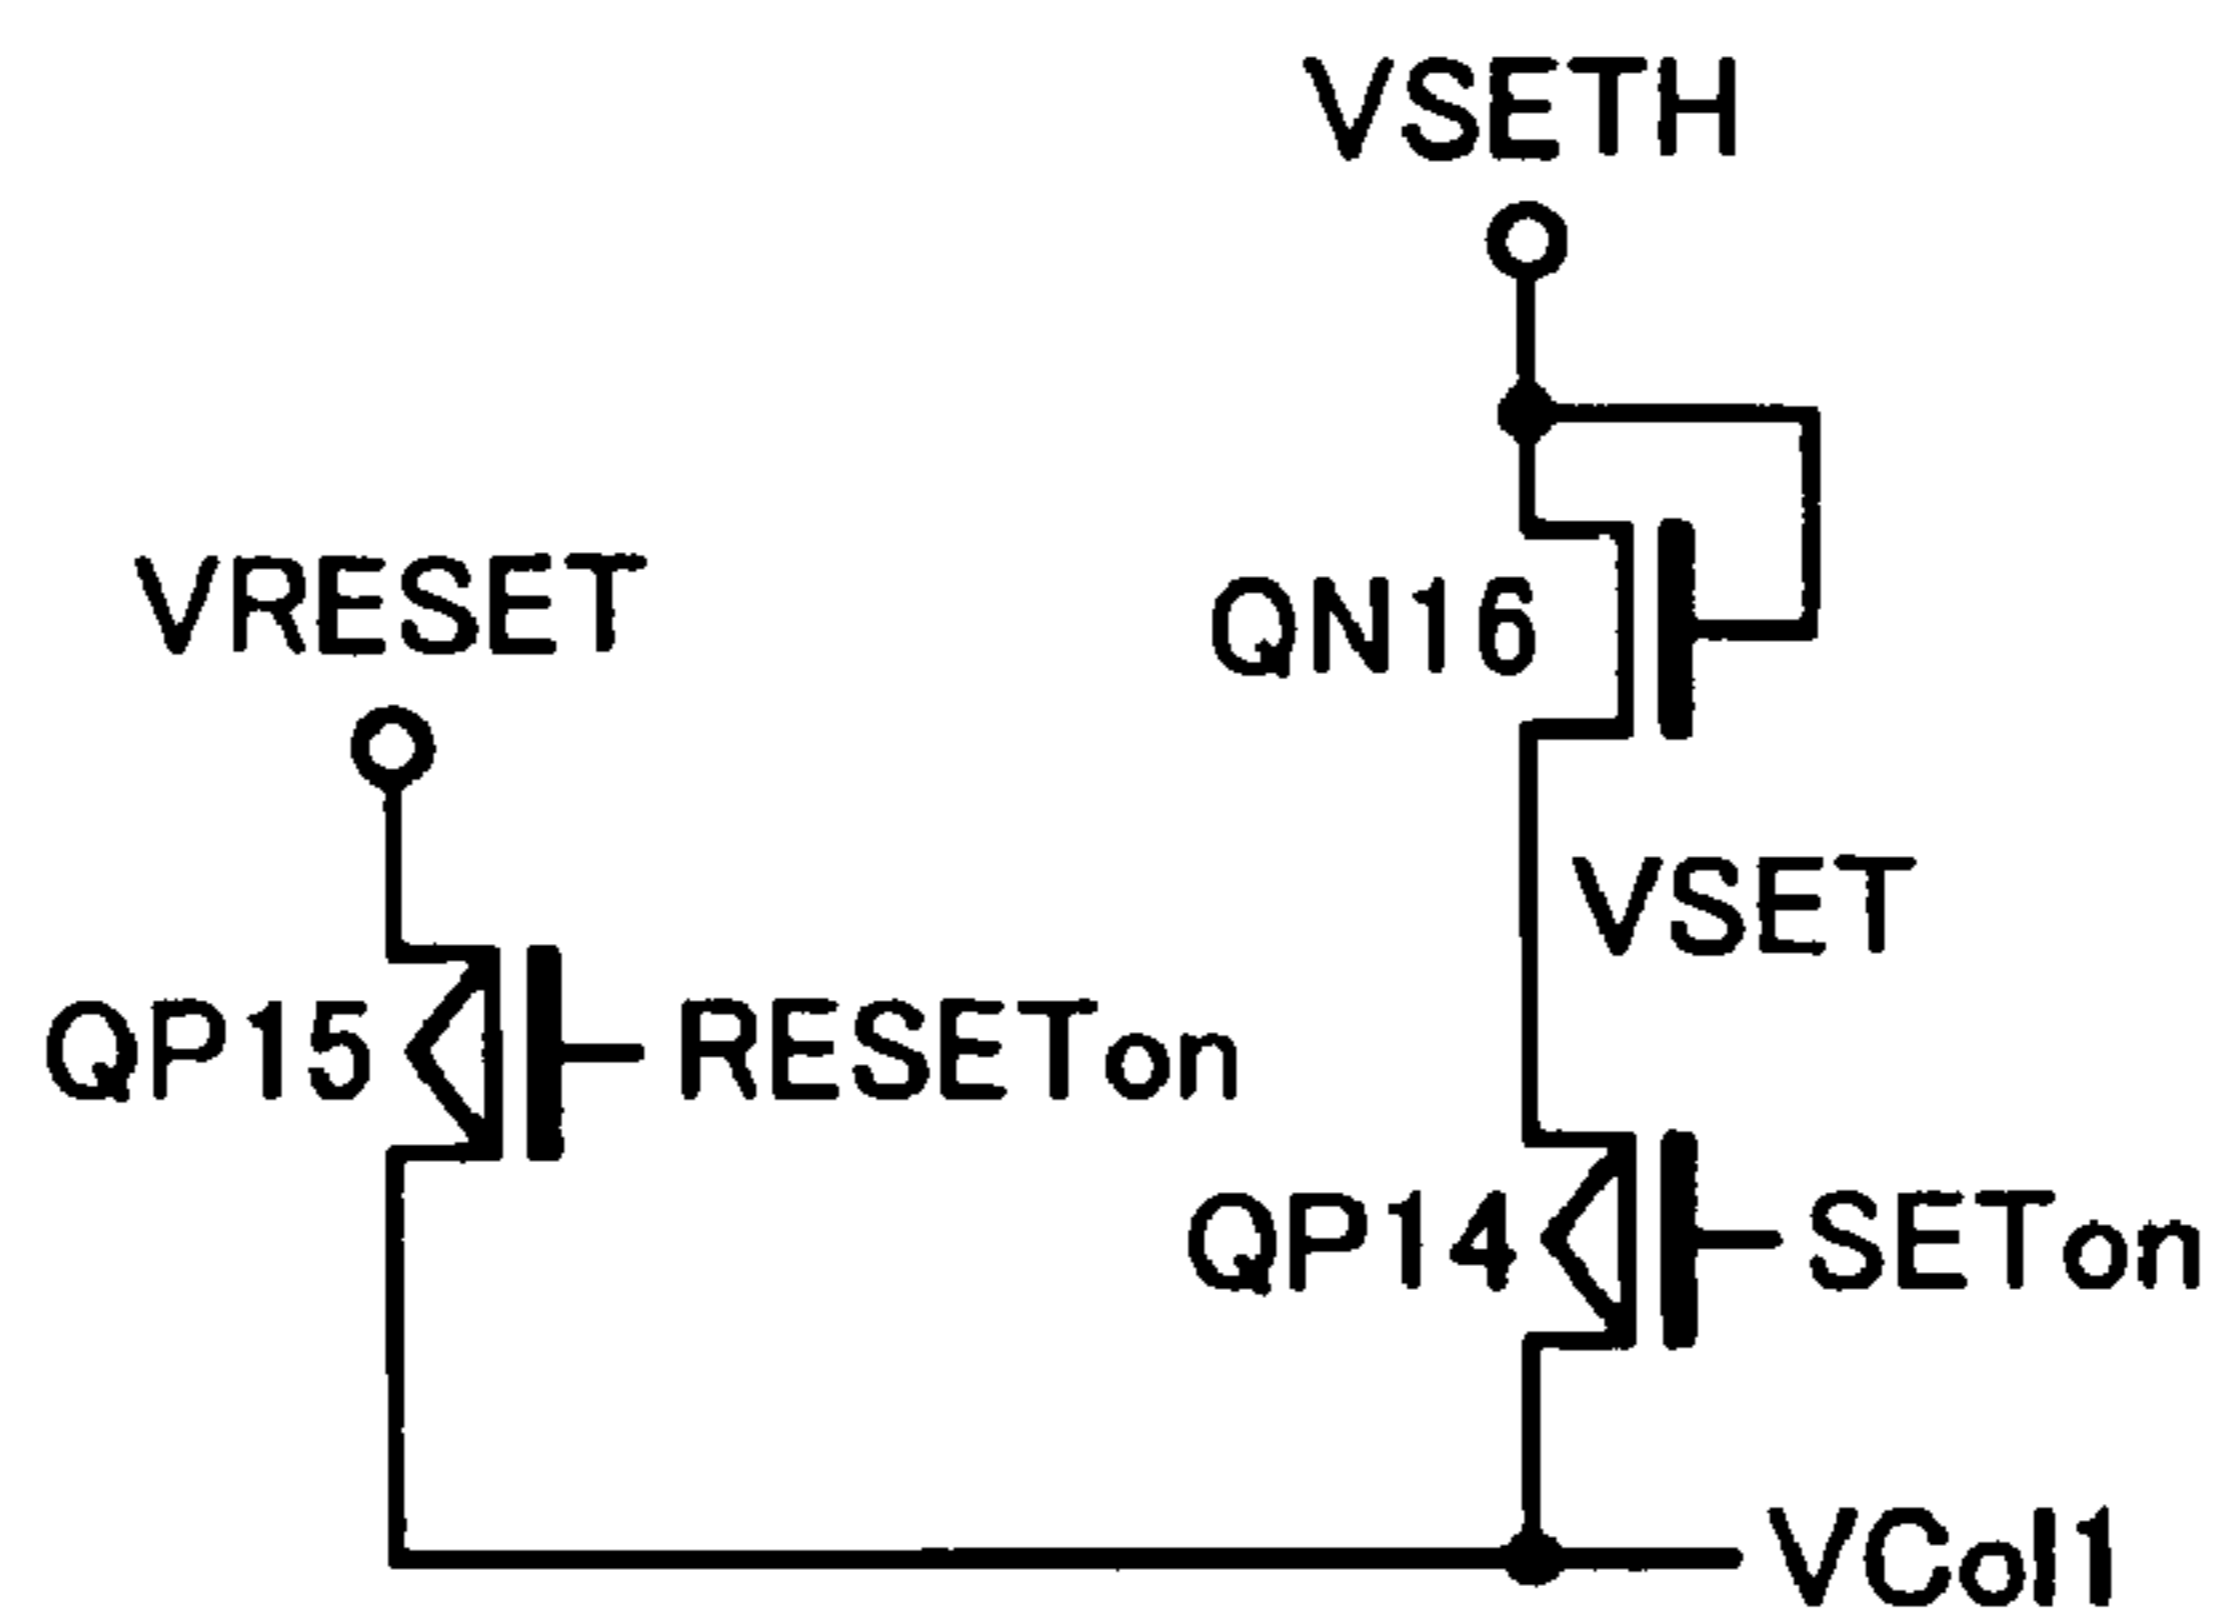 VSETH
VRESET
QN16
VSET
QP15
RESETon
QP14
SETon
VCol1